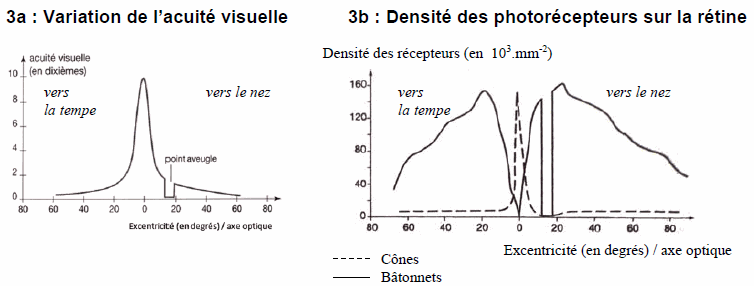 3a : Variation de l'acuité visuelle
acuité visuelle
(en dixièmes)
10
8
6
4
2
0
vers
la tempe
vers le nez
point aveugle
80 60 40 20 0 20 40 60 80
Excentricité (en degrés) / axe optique
3b : Densité des photorécepteurs sur la rétine
Densité des récepteurs (en 10³.mm⁻²)
160
120
80
40
0
vers
la tempe
vers le nez
80 60 40 20 0 20 40 60 80
Excentricité (en degrés) / axe optique
Cônes
Bâtonnets